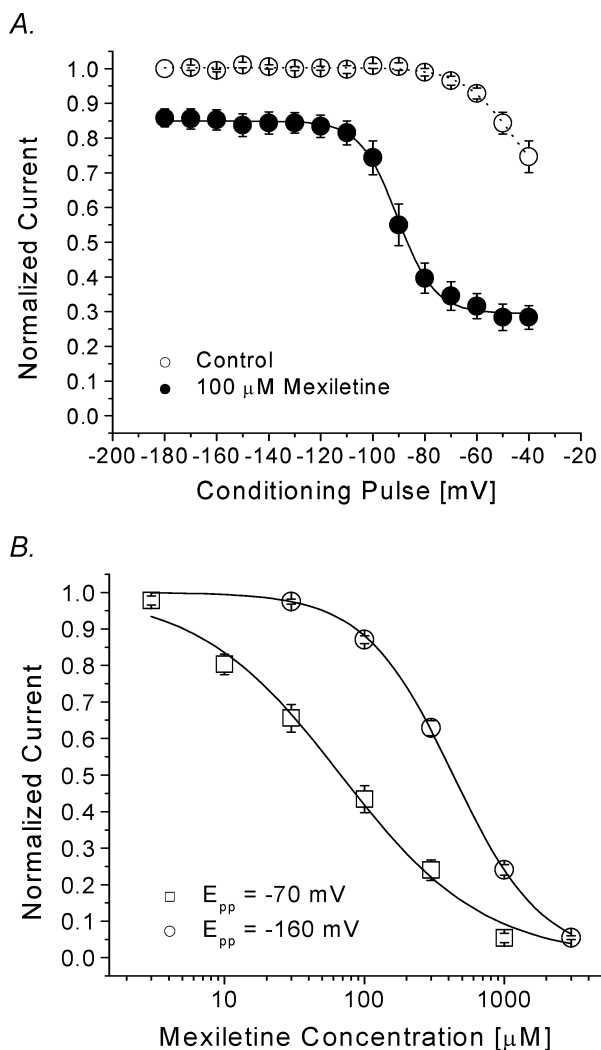 A.
Normalized Current
1.0
0.9
0.8
0.7
0.6
0.5
0.4
0.3
0.2
0.1
0.0
Control
100 μM Mexiletine
-200 -180 -160 -140 -120 -100 -80 -60 -40 -20
Conditioning Pulse [mV]
B.
Normalized Current
1.0
0.9
0.8
0.7
0.6
0.5
0.4
0.3
0.2
0.1
0.0
Epp = -70 mV
Epp = -160 mV
10 100 1000
Mexiletine Concentration [μM]